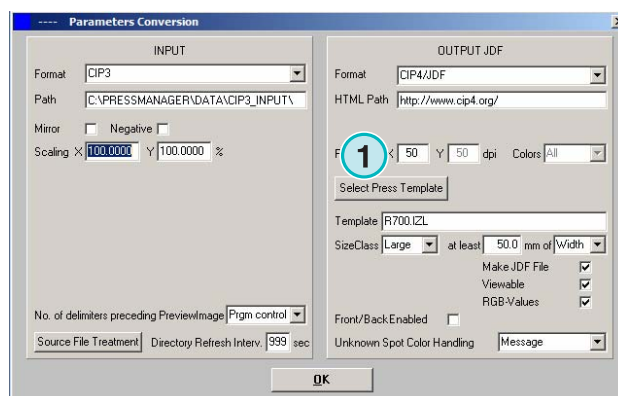 ---- Parameters Conversion
INPUT
Format CIP3
Path C:\PRESSMANAGER\DATA\CIP3_INPUT\
Mirror Negative
Scaling X 100.0000 Y 100.0000 %
No. of delimiters preceding PreviewImage Prgm control
Source File Treatment Directory Refresh Interv. 999 sec
OUTPUT JDF
Format CIP4/JDF
HTML Path http://www.cip4.org/
1 50 Y 50 dpi Colors All
Select Press Template
Template R700.IZL
SizeClass Large at least 50.0 mm of Width
Make JDF File
Viewable
RGB-Values
Front/Back Enabled
Unknown Spot Color Handling Message
OK